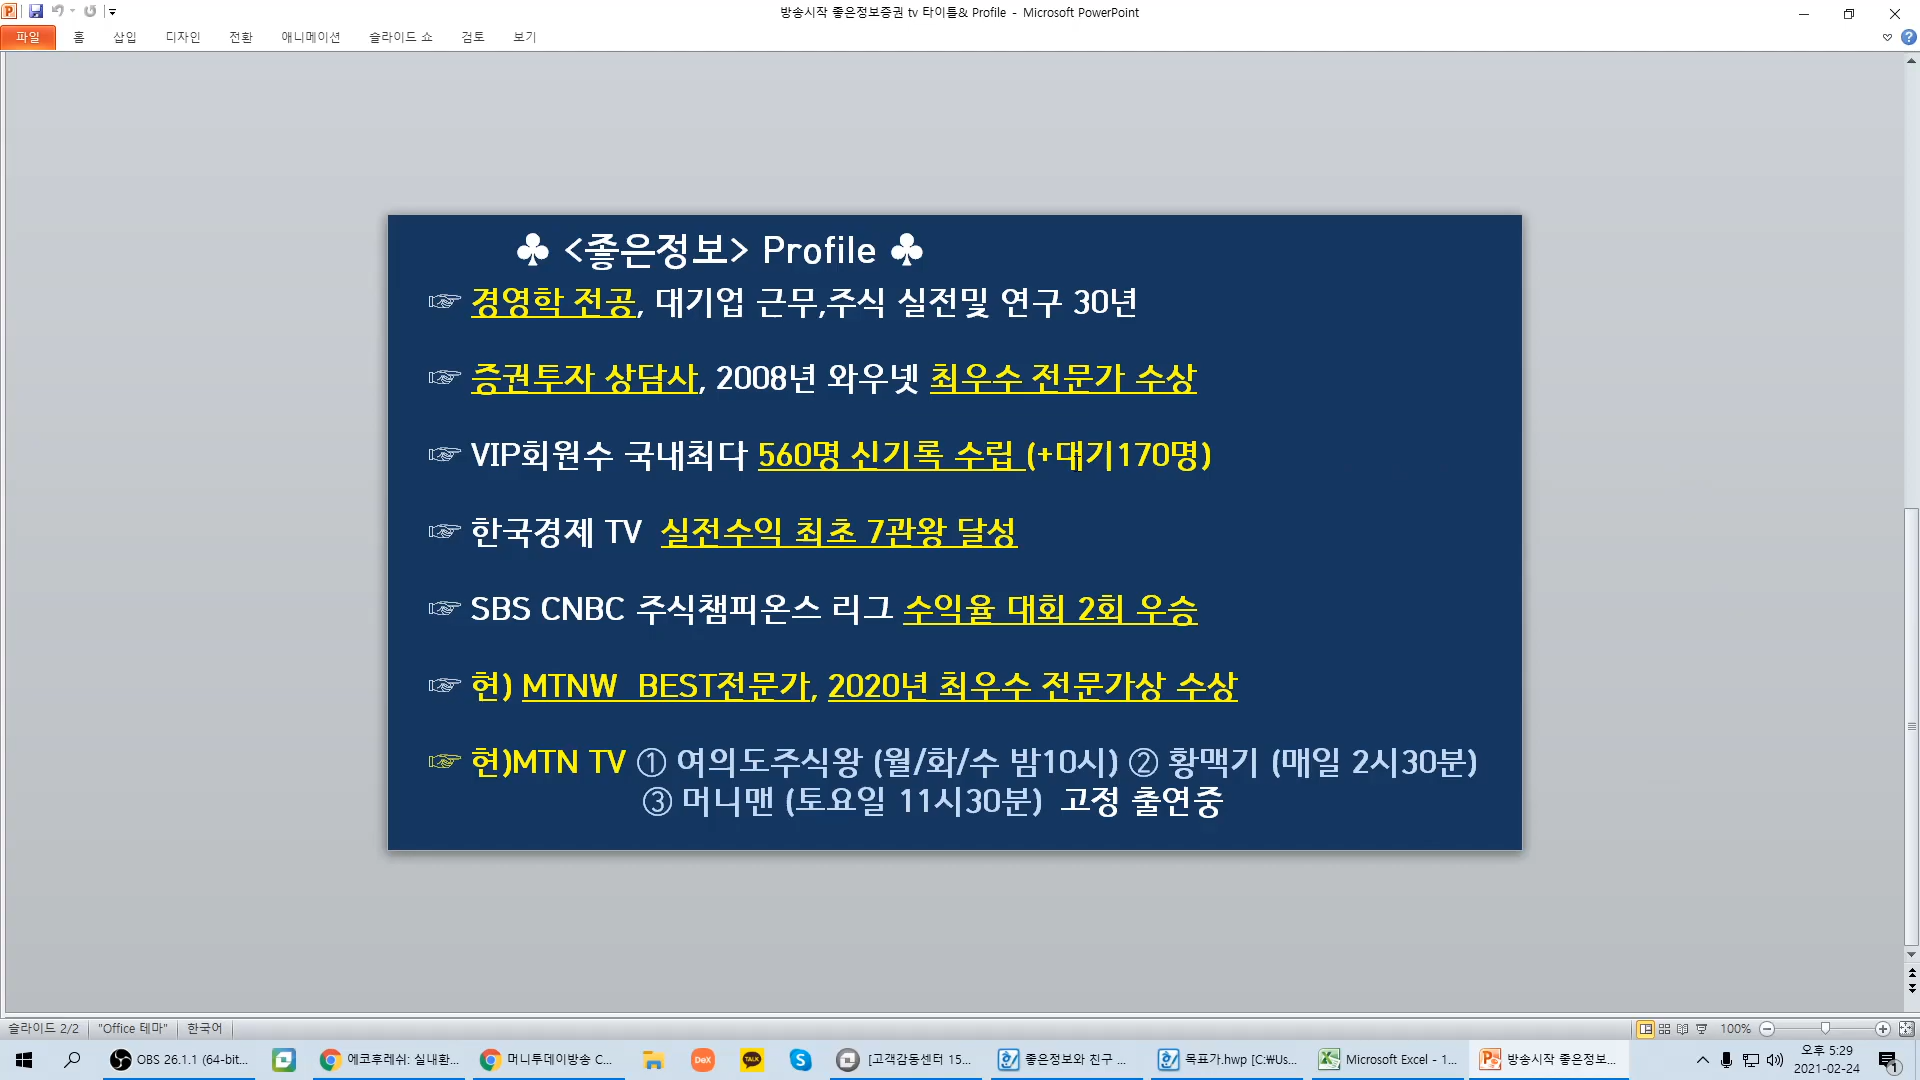 방송시작 좋은정보증권 tv 타이틀& Profile - Microsoft PowerPoint
파일 홈 삽입 디자인 전환 애니메이션 슬라이드 쇼 검토 보기
♣ <좋은정보> Profile ♣
☞ 경영학 전공, 대기업 근무,주식 실전및 연구 30년
☞ 증권투자 상담사, 2008년 와우넷 최우수 전문가 수상
☞ VIP회원수 국내최다 560명 신기록 수립 (+대기170명)
☞ 한국경제 TV 실전수익 최초 7관왕 달성
☞ SBS CNBC 주식챔피온스 리그 수익율 대회 2회 우승
☞ 현) MTNW BEST전문가, 2020년 최우수 전문가상 수상
☞ 현)MTN TV ① 여의도주식왕 (월/화/수 밤10시) ② 황맥기 (매일 2시30분)
③ 머니맨 (토요일 11시30분) 고정 출연중
슬라이드 2/2 "Office 테마" 한국어 100%
OBS 26.1.1 (64-bit... 에코후레쉬: 실내환... 머니투데이방송 C... DeX TALK [고객감동센터 15... 좋은정보와 친구 ... 목표가.hwp [C:\Us... Microsoft Excel - 1... 방송시작 좋은정보... 오후 5:29
2021-02-24 1